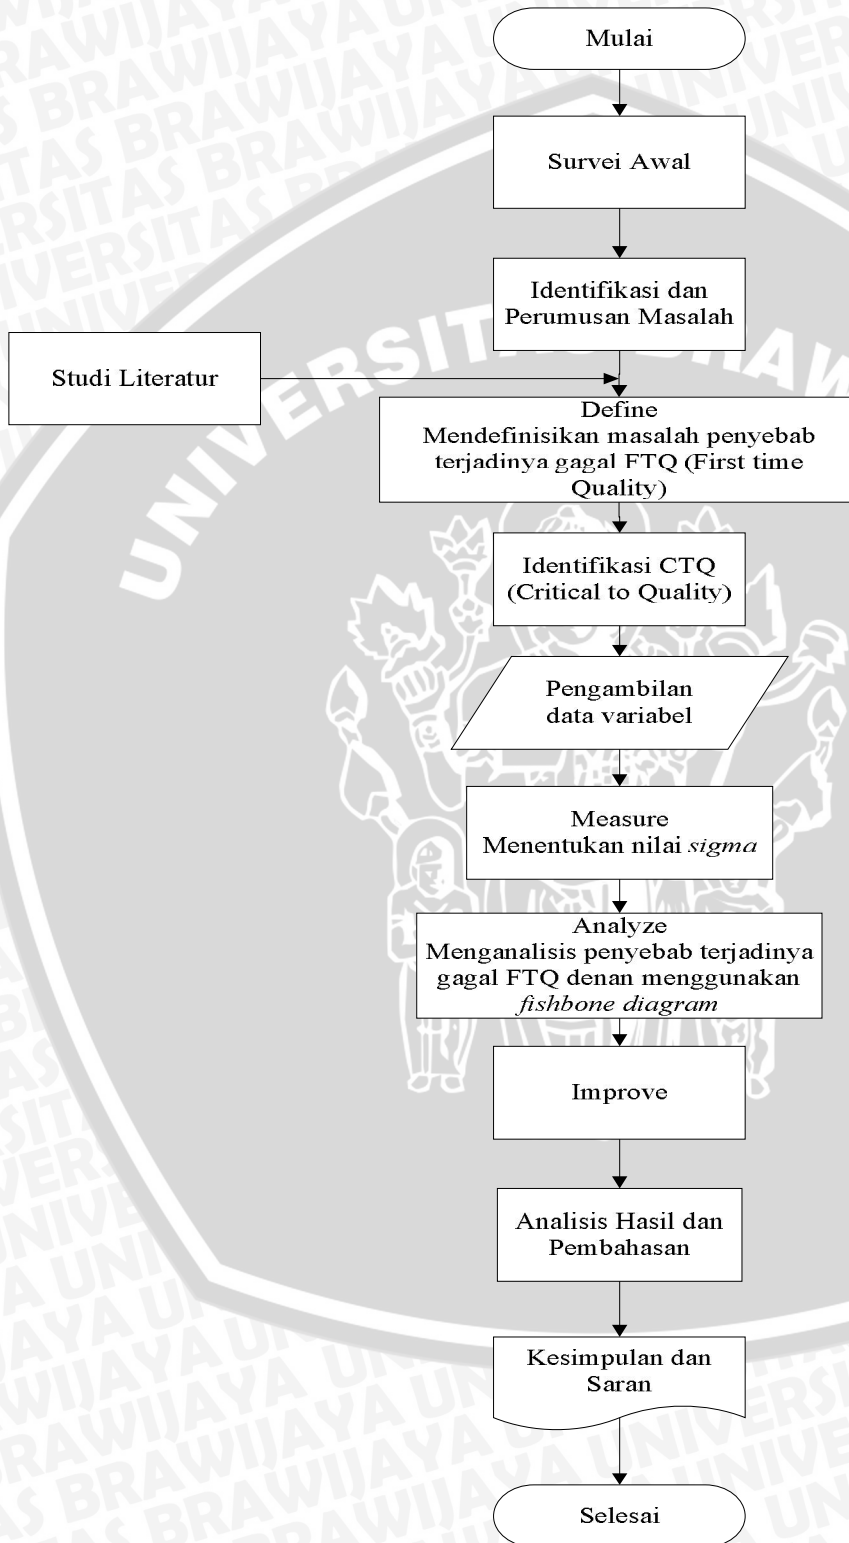 Mulai
Survei Awal
Identifikasi dan
Perumusan Masalah
Studi Literatur
Define
Mendefinisikan masalah penyebab
terjadinya gagal FTQ (First time
Quality)
Identifikasi CTQ
(Critical to Quality)
Pengambilan
data variabel
Measure
Menentukan nilai sigma
Analyze
Menganalisis penyebab terjadinya
gagal FTQ denan menggunakan
fishbone diagram
Improve
Analisis Hasil dan
Pembahasan
Kesimpulan dan
Saran
Selesai